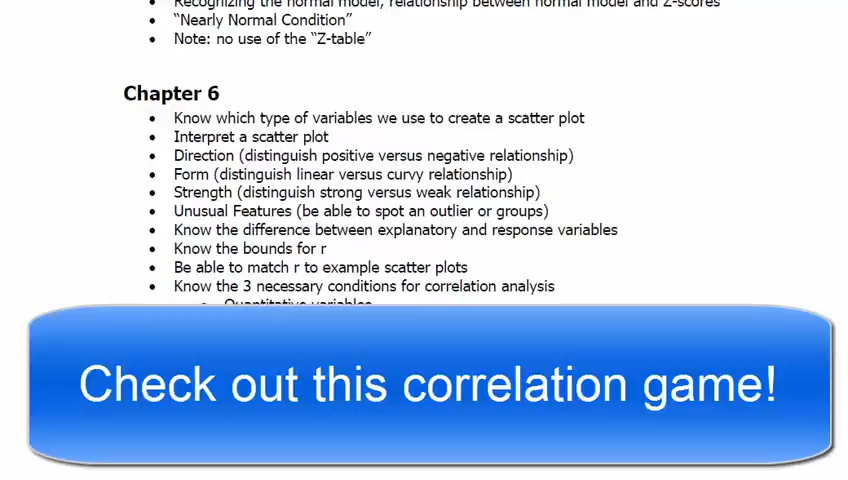 Recognizing the normal model, relationship between normal model and Z-scores
"Nearly Normal Condition"
Note: no use of the "Z-table"
Chapter 6
Know which type of variables we use to create a scatter plot
Interpret a scatter plot
Direction (distinguish positive versus negative relationship)
Form (distinguish linear versus curvy relationship)
Strength (distinguish strong versus weak relationship)
Unusual Features (be able to spot an outlier or groups)
Know the difference between explanatory and response variables
Know the bounds for r
Be able to match r to example scatter plots
Know the 3 necessary conditions for correlation analysis
Quantitative variables
Check out this correlation game!